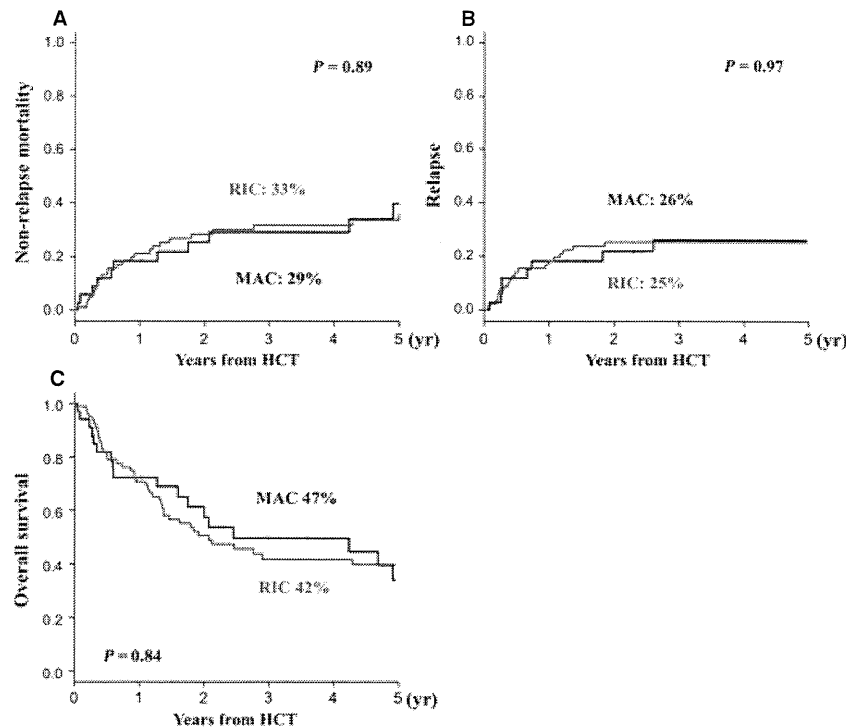 A
1.0
0.8
0.6
0.4
0.2
0.0
Non-relapse mortality
P = 0.89
RIC: 33%
MAC: 29%
0 1 2 3 4 5 (yr)
Years from HCT
B
1.0
0.8
0.6
0.4
0.2
0.0
Relapse
P = 0.97
MAC: 26%
RIC: 25%
0 1 2 3 4 5 (yr)
Years from HCT
C
1.0
0.8
0.6
0.4
0.2
0.0
Overall survival
MAC 47%
RIC 42%
P = 0.84
0 1 2 3 4 5 (yr)
Years from HCT